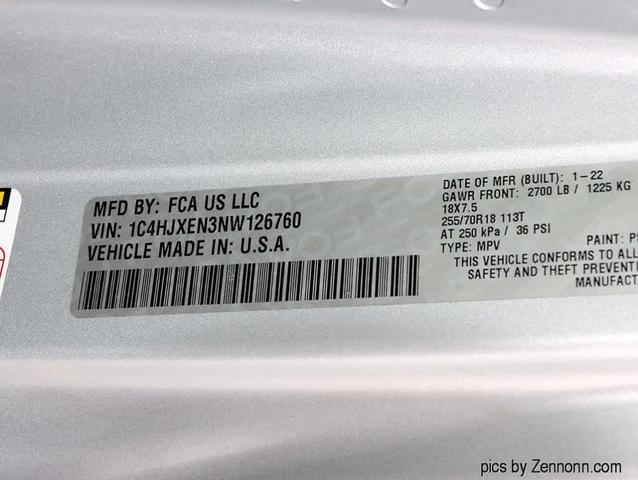 MFD BY: FCA US LLC
VIN: 1C4HJXEN3NW126760
VEHICLE MADE IN: U.S.A.
DATE OF MFR (BUILT): 1-22
GAWR FRONT: 2700 LB / 1225 KG
18X7.5
255/70R18 113T
AT 250 kPa / 36 PSI
TYPE: MPV PAINT: P
THIS VEHICLE CONFORMS TO ALL
SAFETY AND THEFT PREVENT
MANUFACT
pics by Zennonn.com